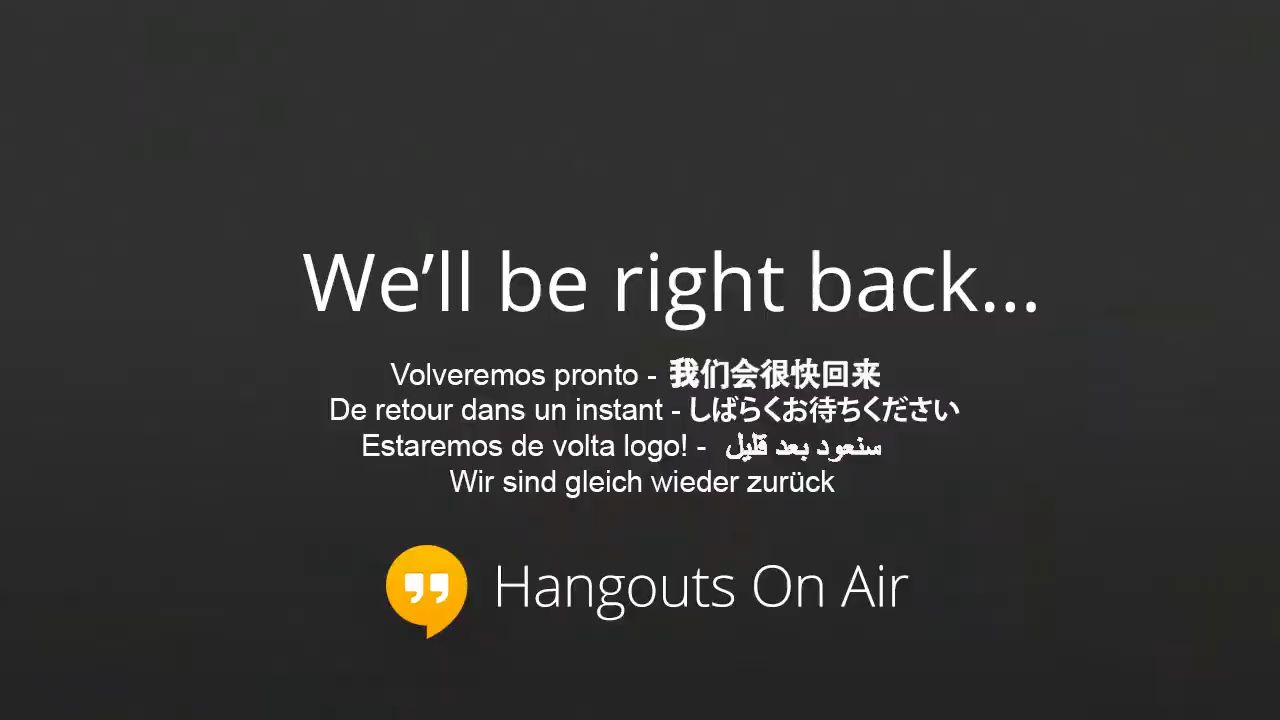 We’ll be right back...
Volveremos pronto - 我们会很快回来
De retour dans un instant - しばらくお待ちください
Estaremos de volta logo! - سنعود بعد قليل
Wir sind gleich wieder zurück
Hangouts On Air